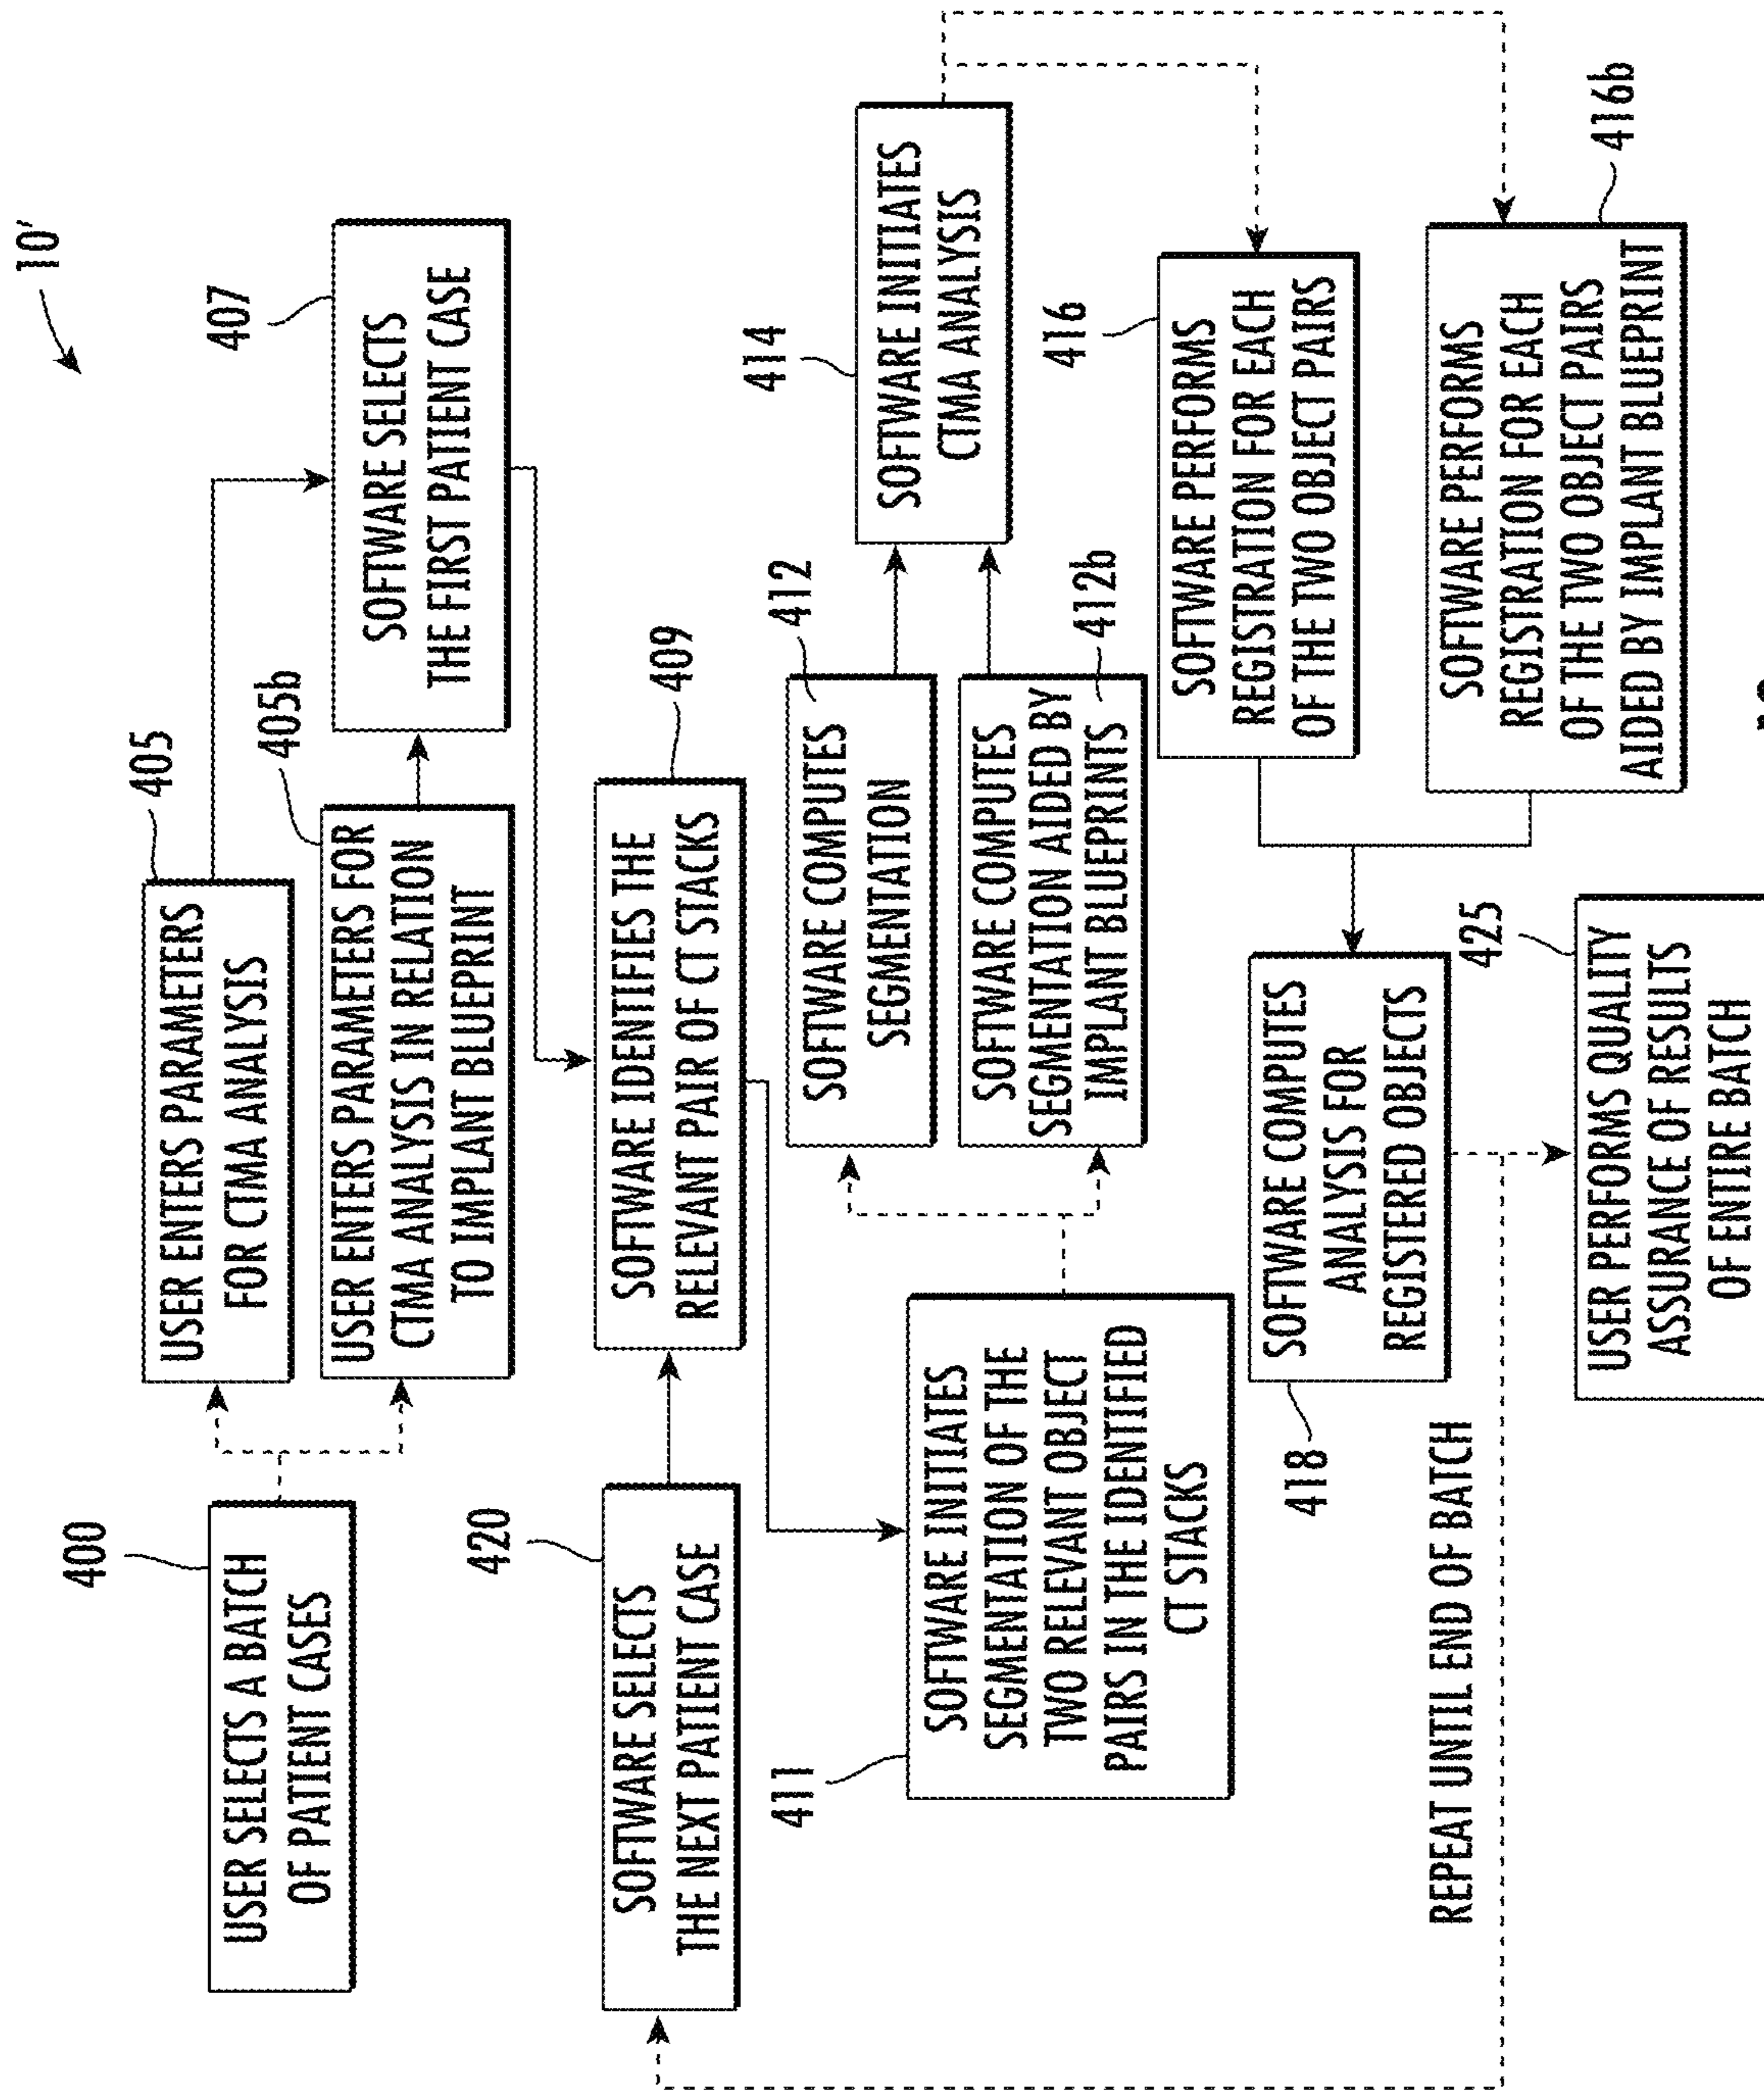 10′
400
USER SELECTS A BATCH
OF PATIENT CASES
405
USER ENTERS PARAMETERS
FOR CTMA ANALYSIS
405b
USER ENTERS PARAMETERS FOR
CTMA ANALYSIS IN RELATION
TO IMPLANT BLUEPRINT
407
SOFTWARE SELECTS
THE FIRST PATIENT CASE
420
SOFTWARE SELECTS
THE NEXT PATIENT CASE
409
SOFTWARE IDENTIFIES THE
RELEVANT PAIR OF CT STACKS
411
SOFTWARE INITIATES
SEGMENTATION OF THE
TWO RELEVANT OBJECT
PAIRS IN THE IDENTIFIED
CT STACKS
412
SOFTWARE COMPUTES
SEGMENTATION
412b
SOFTWARE COMPUTES
SEGMENTATION AIDED BY
IMPLANT BLUEPRINTS
414
SOFTWARE INITIATES
CTMA ANALYSIS
416
SOFTWARE PERFORMS
REGISTRATION FOR EACH
OF THE TWO OBJECT PAIRS
416b
SOFTWARE PERFORMS
REGISTRATION FOR EACH
OF THE TWO OBJECT PAIRS
AIDED BY IMPLANT BLUEPRINT
418
SOFTWARE COMPUTES
ANALYSIS FOR
REGISTERED OBJECTS
REPEAT UNTIL END OF BATCH
425
USER PERFORMS QUALITY
ASSURANCE OF RESULTS
OF ENTIRE BATCH